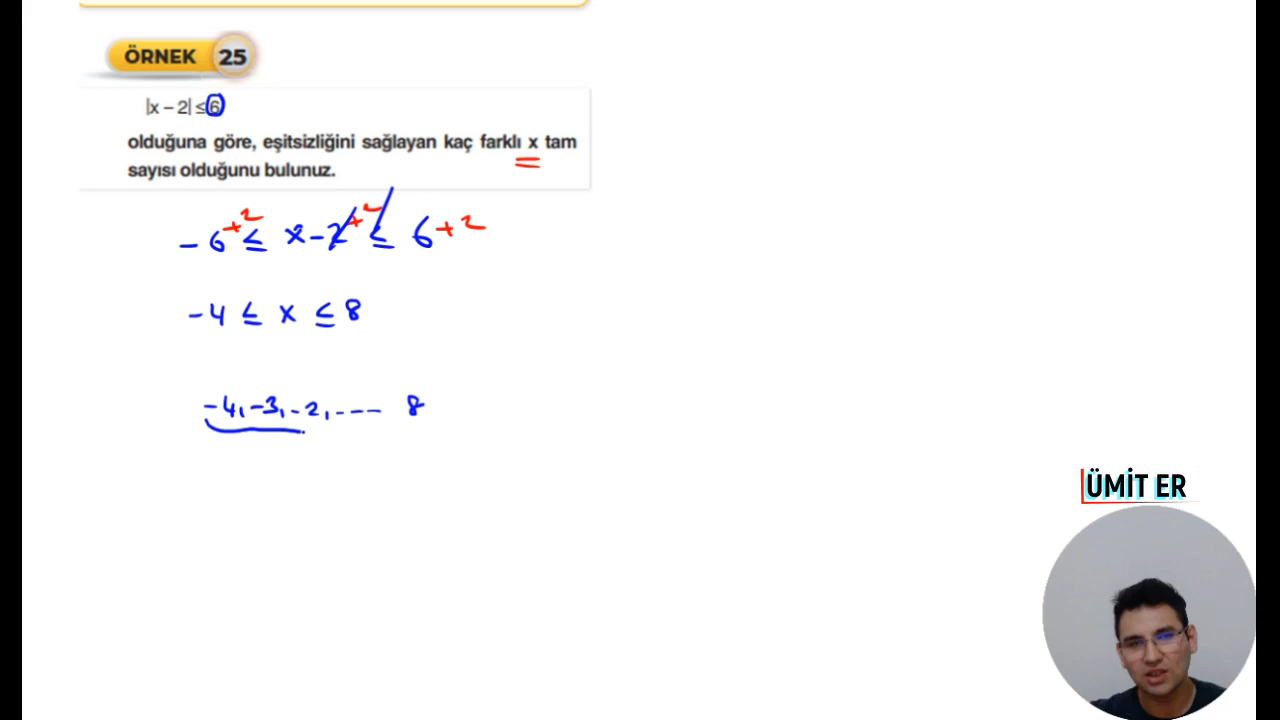 ÖRNEK 25
|x – 2| ≤ 6
olduğuna göre, eşitsizliğini sağlayan kaç farklı x tam
sayısı olduğunu bulunuz.
-6+2 ≤ x-2+2 ≤ 6+2
-4 ≤ x ≤ 8
-4, -3, -2, ---- 8
ÜMİT ER